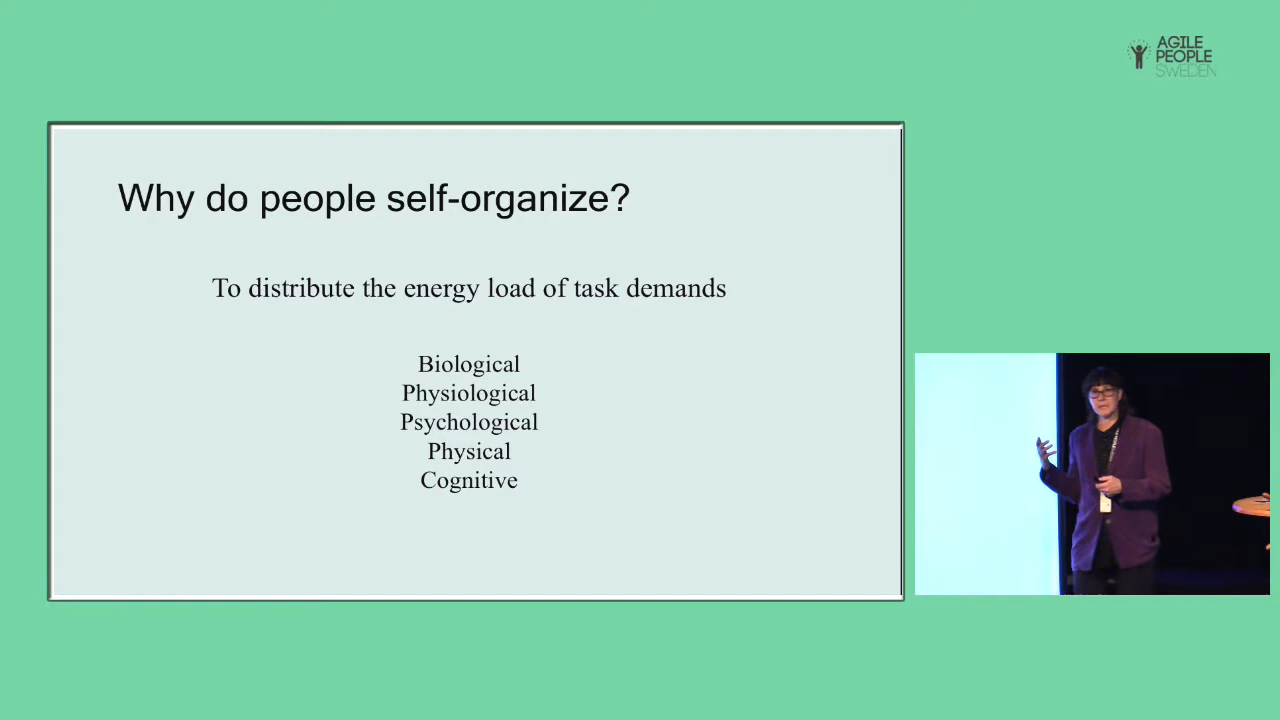 AGILE
PEOPLE
SWEDEN
Why do people self-organize?
To distribute the energy load of task demands
Biological
Physiological
Psychological
Physical
Cognitive